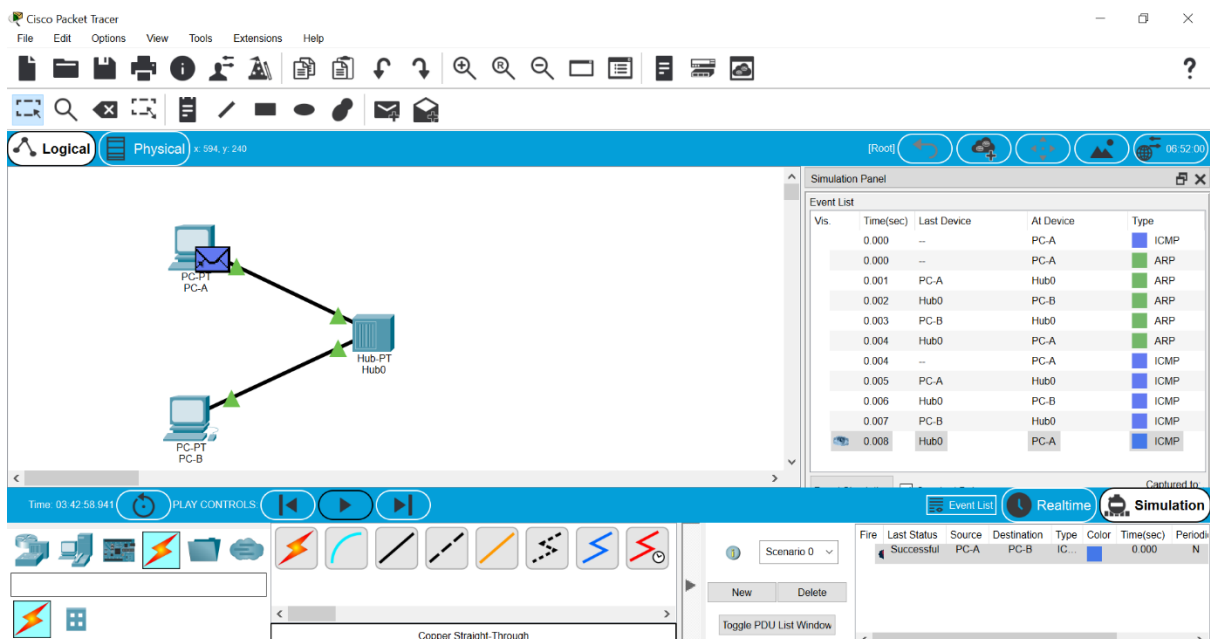 Cisco Packet Tracer
File Edit Options View Tools Extensions Help
?
Logical Physical x: 594, y: 240 [Root] 06:52:00
Simulation Panel
Event List
Vis. Time(sec) Last Device At Device Type
0.000 -- PC-A ICMP
0.000 -- PC-A ARP
0.001 PC-A Hub0 ARP
0.002 Hub0 PC-B ARP
0.003 PC-B Hub0 ARP
0.004 Hub0 PC-A ARP
0.004 -- PC-A ICMP
0.005 PC-A Hub0 ICMP
0.006 Hub0 PC-B ICMP
0.007 PC-B Hub0 ICMP
0.008 Hub0 PC-A ICMP
Captured to:
PC-PT
PC-A
Hub-PT
Hub0
PC-PT
PC-B
Time: 03:42:58.941 PLAY CONTROLS: Event List Realtime Simulation
Scenario 0
New Delete
Toggle PDU List Window
Fire Last Status Source Destination Type Color Time(sec) Periodi
Successful PC-A PC-B IC... 0.000 N
Copper Straight-Through